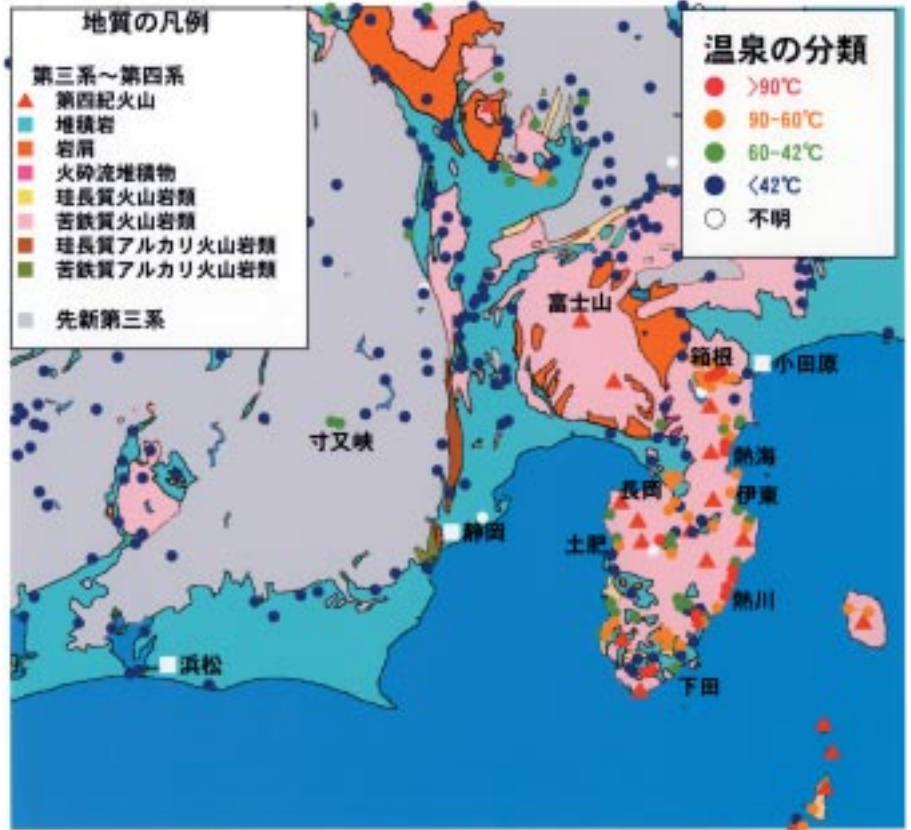 地質の凡例
第三系～第四系
第四紀火山
堆積岩
岩屑
火砕流堆積物
珪長質火山岩類
苦鉄質火山岩類
珪長質アルカリ火山岩類
苦鉄質アルカリ火山岩類
先新第三系
温泉の分類
>90℃
90-60℃
60-42℃
<42℃
不明
富士山
箱根
小田原
寸又峡
熱海
長岡
伊東
静岡
土肥
熱川
浜松
下田